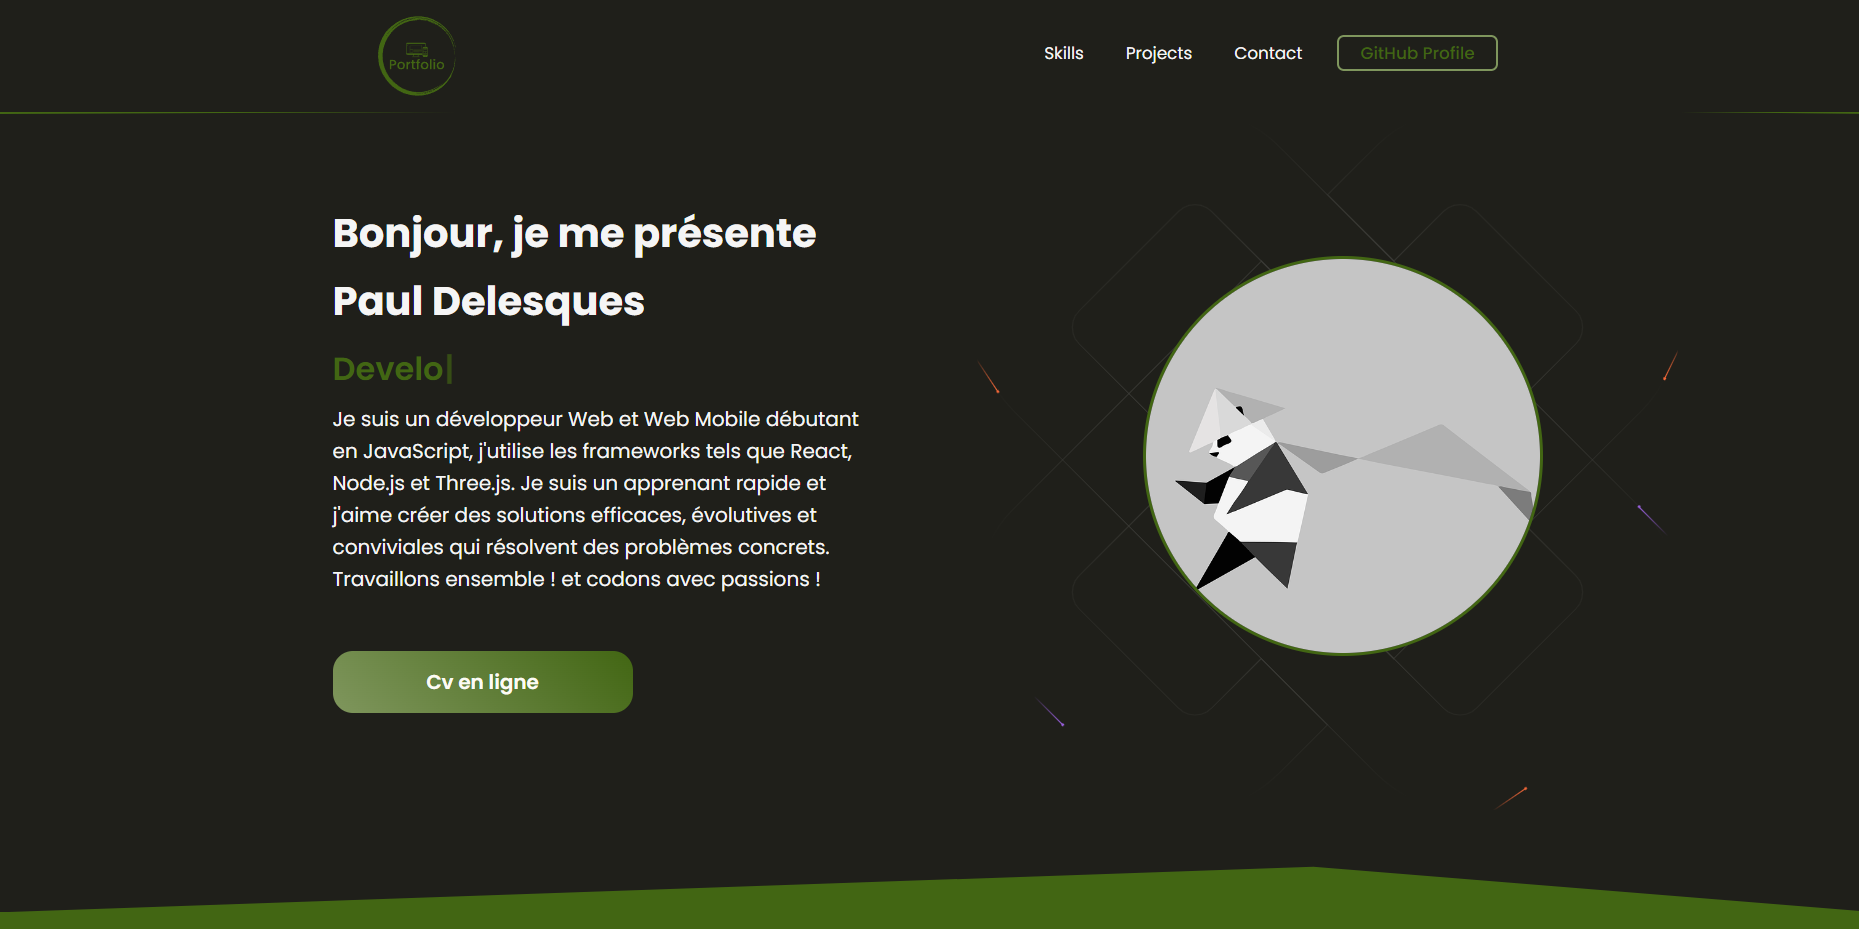 Portfolio
Skills
Projects
Contact
GitHub Profile
Bonjour, je me présente
Paul Delesques
Develo|
Je suis un développeur Web et Web Mobile débutant
en JavaScript, j'utilise les frameworks tels que React,
Node.js et Three.js. Je suis un apprenant rapide et
j'aime créer des solutions efficaces, évolutives et
conviviales qui résolvent des problèmes concrets.
Travaillons ensemble ! et codons avec passions !
Cv en ligne